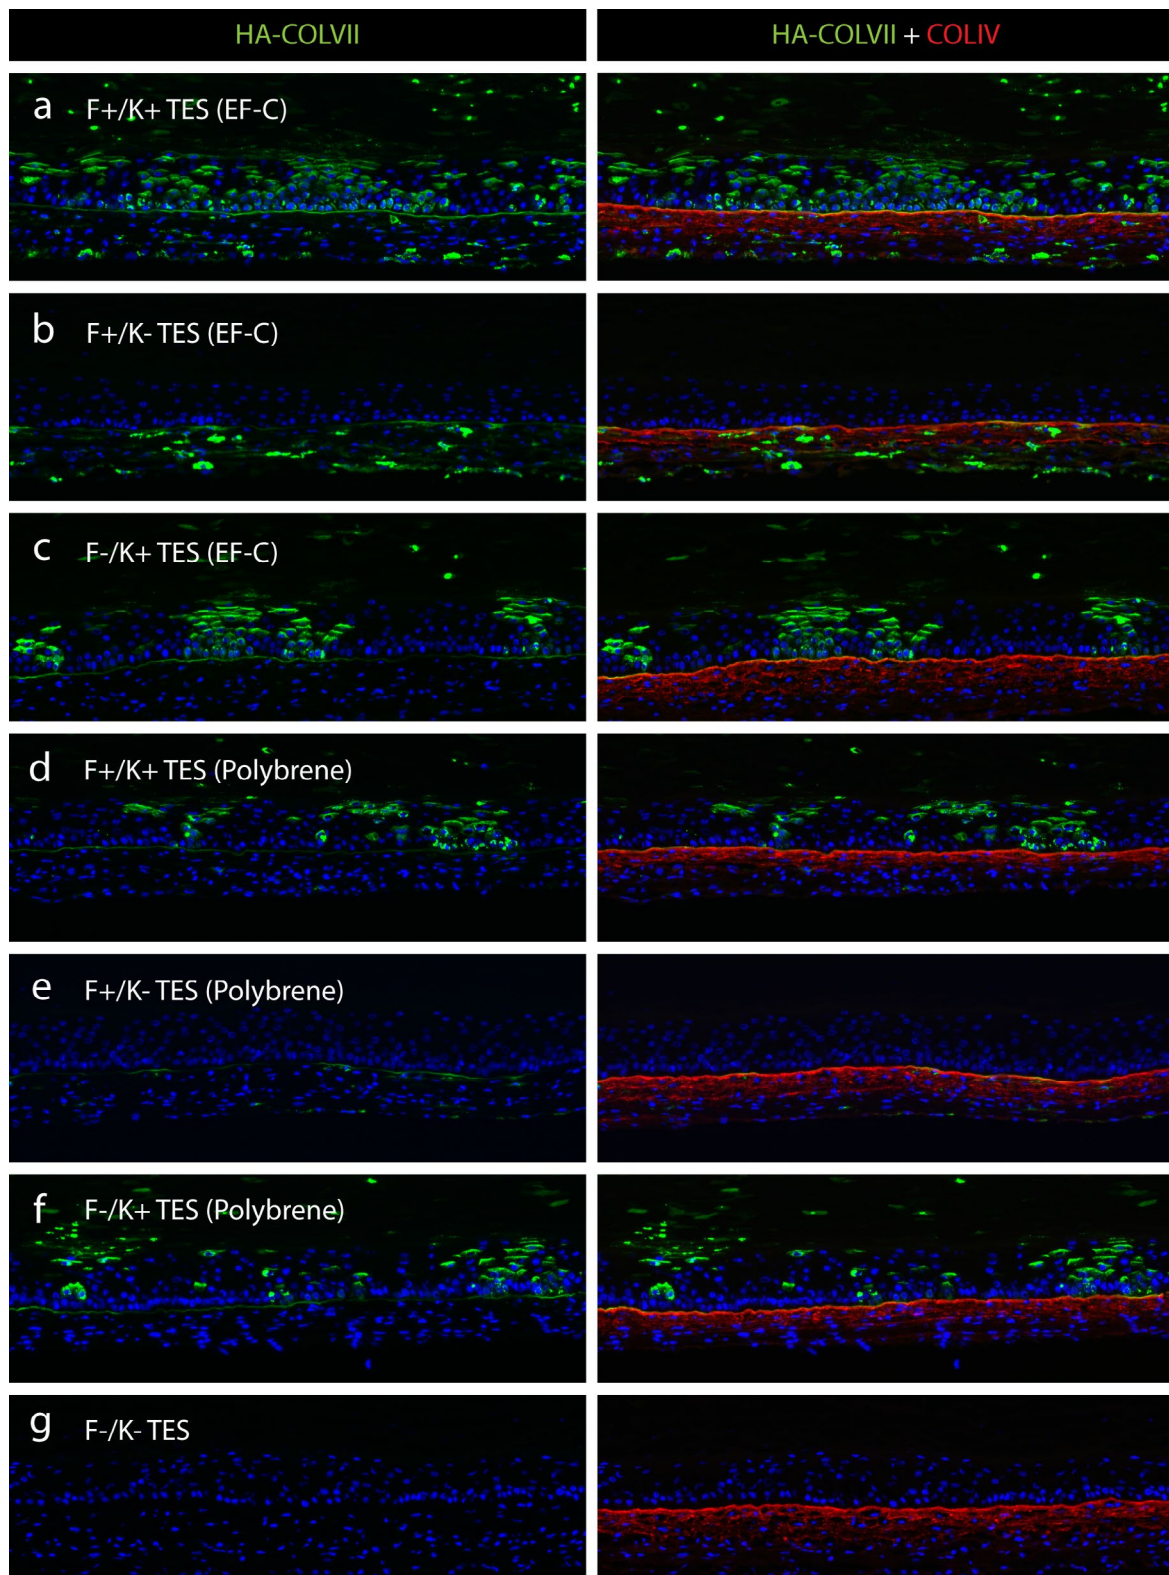 HA-COLVII
HA-COLVII + COLIV
a F+/K+ TES (EF-C)
b F+/K- TES (EF-C)
c F-/K+ TES (EF-C)
d F+/K+ TES (Polybrene)
e F+/K- TES (Polybrene)
f F-/K+ TES (Polybrene)
g F-/K- TES